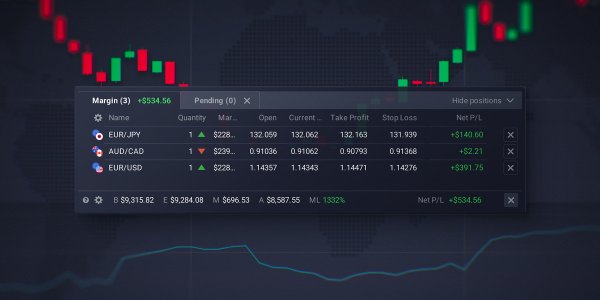 Margin (3) +$534.56 Pending (0) Hide positions
Name Quantity Mar... Open Current ... Take Profit Stop Loss Net P/L
EUR/JPY 1 $228... 132.059 132.062 132.163 131.939 +$140.60
AUD/CAD 1 $239... 0.91036 0.91062 0.90793 0.91368 +$2.21
EUR/USD 1 $228... 1.14357 1.14343 1.14471 1.14276 +$391.75
B $9,315.82 E $9,284.08 M $696.53 A $8,587.55 ML 1332% Net P/L +$534.56